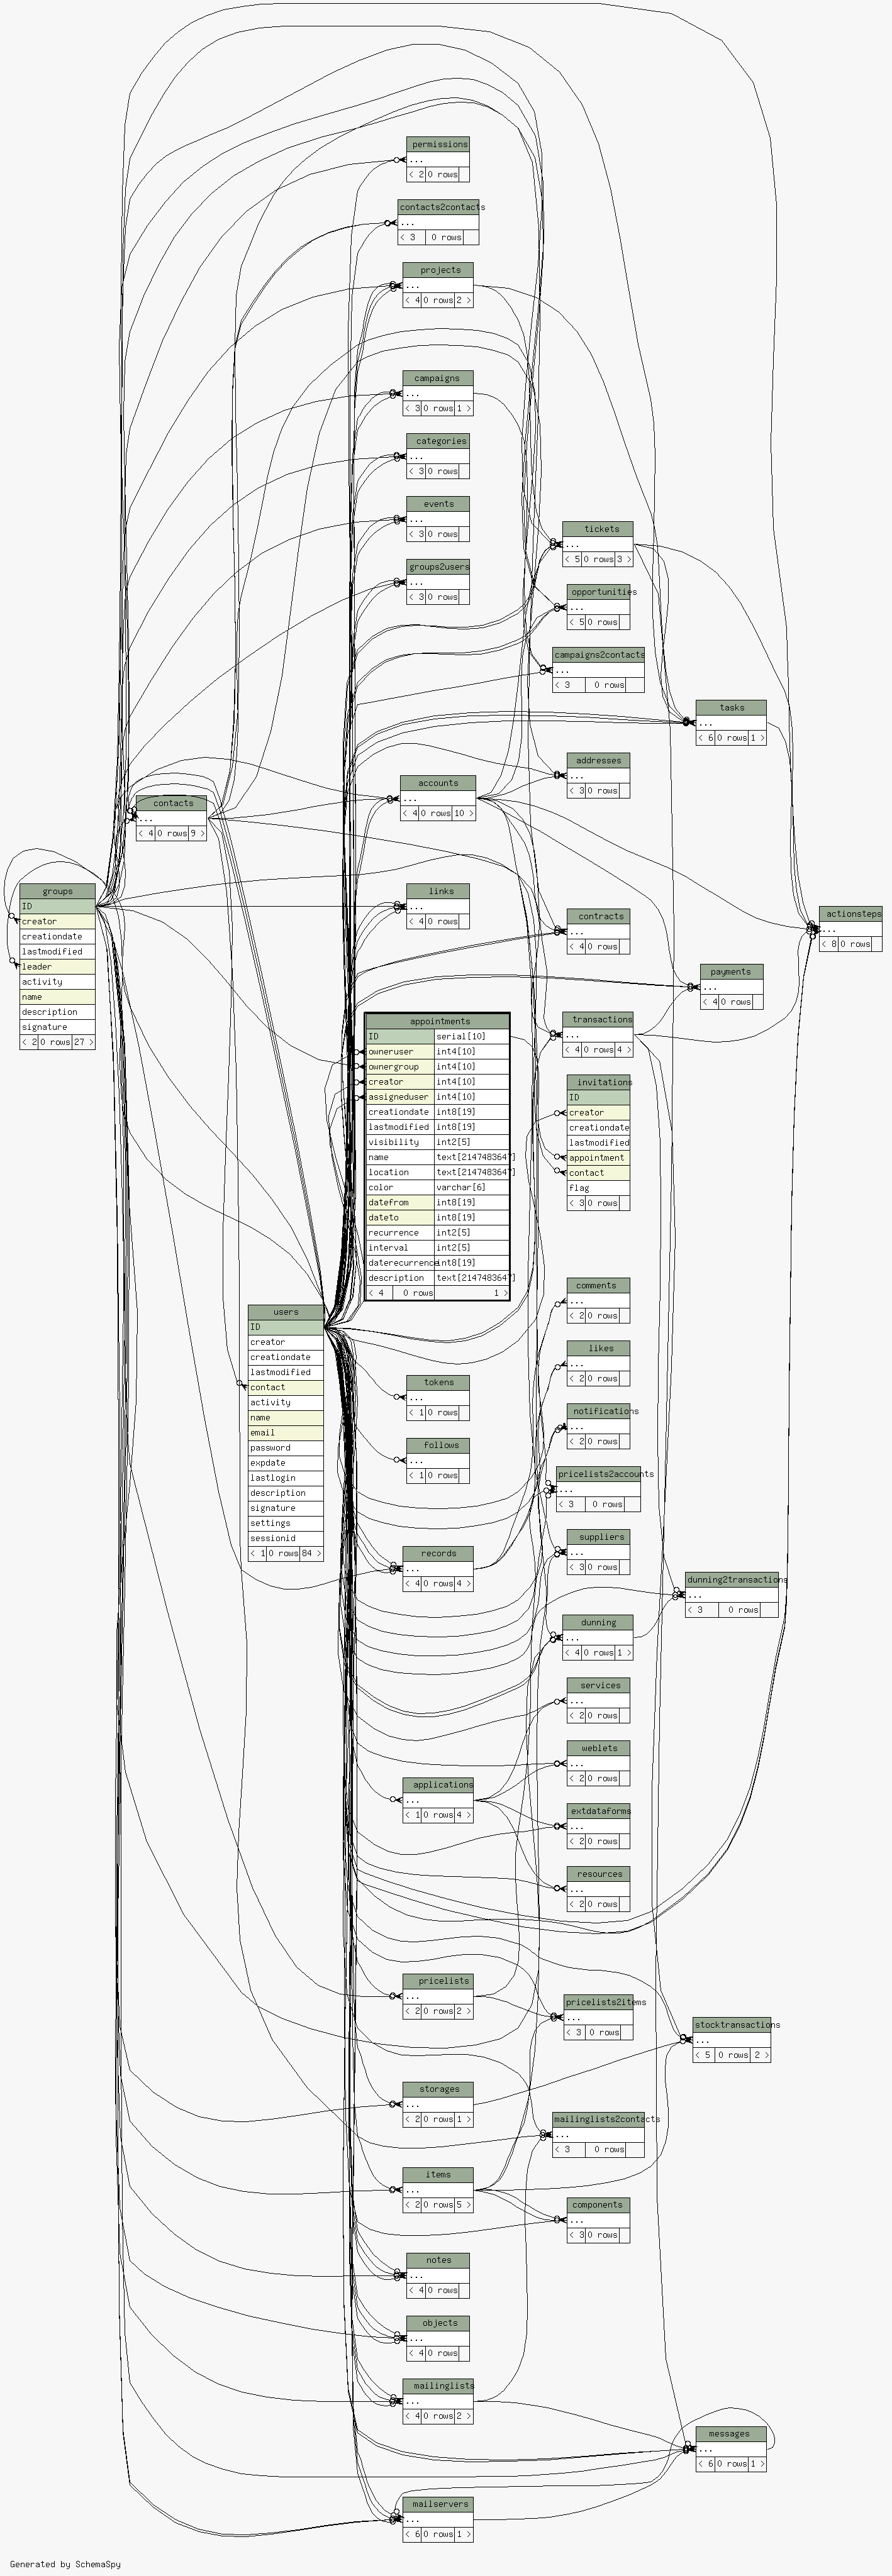 permissions
...
< 2 0 rows
contacts2contacts
...
< 3 0 rows
projects
...
< 4 0 rows 2 >
campaigns
...
< 3 0 rows 1 >
categories
...
< 3 0 rows
events
...
< 3 0 rows
groups2users
...
< 3 0 rows
tickets
...
< 5 0 rows 3 >
opportunities
...
< 5 0 rows
campaigns2contacts
...
< 3 0 rows
tasks
...
< 6 0 rows 1 >
addresses
...
< 3 0 rows
accounts
...
< 4 0 rows 10 >
contacts
...
< 4 0 rows 9 >
groups
ID
creator
creationdate
lastmodified
leader
activity
name
description
signature
< 2 0 rows 27 >
links
...
< 4 0 rows
contracts
...
< 4 0 rows
actionsteps
...
< 8 0 rows
payments
...
< 4 0 rows
transactions
...
< 4 0 rows 4 >
appointments
ID serial[10]
owneruser int4[10]
ownergroup int4[10]
creator int4[10]
assigneduser int4[10]
creationdate int8[19]
lastmodified int8[19]
visibility int2[5]
name text[2147483647]
location text[2147483647]
color varchar[6]
datefrom int8[19]
dateto int8[19]
recurrence int2[5]
interval int2[5]
daterecurrence int8[19]
description text[2147483647]
< 4 0 rows 1 >
invitations
ID
creator
creationdate
lastmodified
appointment
contact
flag
< 3 0 rows
users
ID
creator
creationdate
lastmodified
contact
activity
name
email
password
expdate
lastlogin
description
signature
settings
sessionid
< 1 0 rows 84 >
comments
...
< 2 0 rows
likes
...
< 2 0 rows
tokens
...
< 1 0 rows
notifications
...
< 2 0 rows
follows
...
< 1 0 rows
pricelists2accounts
...
< 3 0 rows
suppliers
...
< 3 0 rows
records
...
< 4 0 rows 4 >
dunning2transactions
...
< 3 0 rows
dunning
...
< 4 0 rows 1 >
services
...
< 2 0 rows
weblets
...
< 2 0 rows
applications
...
< 1 0 rows 4 >
extdataforms
...
< 2 0 rows
resources
...
< 2 0 rows
pricelists
...
< 2 0 rows 2 >
pricelists2items
...
< 3 0 rows
stocktransactions
...
< 5 0 rows 2 >
storages
...
< 2 0 rows 1 >
mailinglists2contacts
...
< 3 0 rows
items
...
< 2 0 rows 5 >
components
...
< 3 0 rows
notes
...
< 4 0 rows
objects
...
< 4 0 rows
mailinglists
...
< 4 0 rows 2 >
messages
...
< 6 0 rows 1 >
mailservers
...
< 6 0 rows 1 >
Generated by SchemaSpy